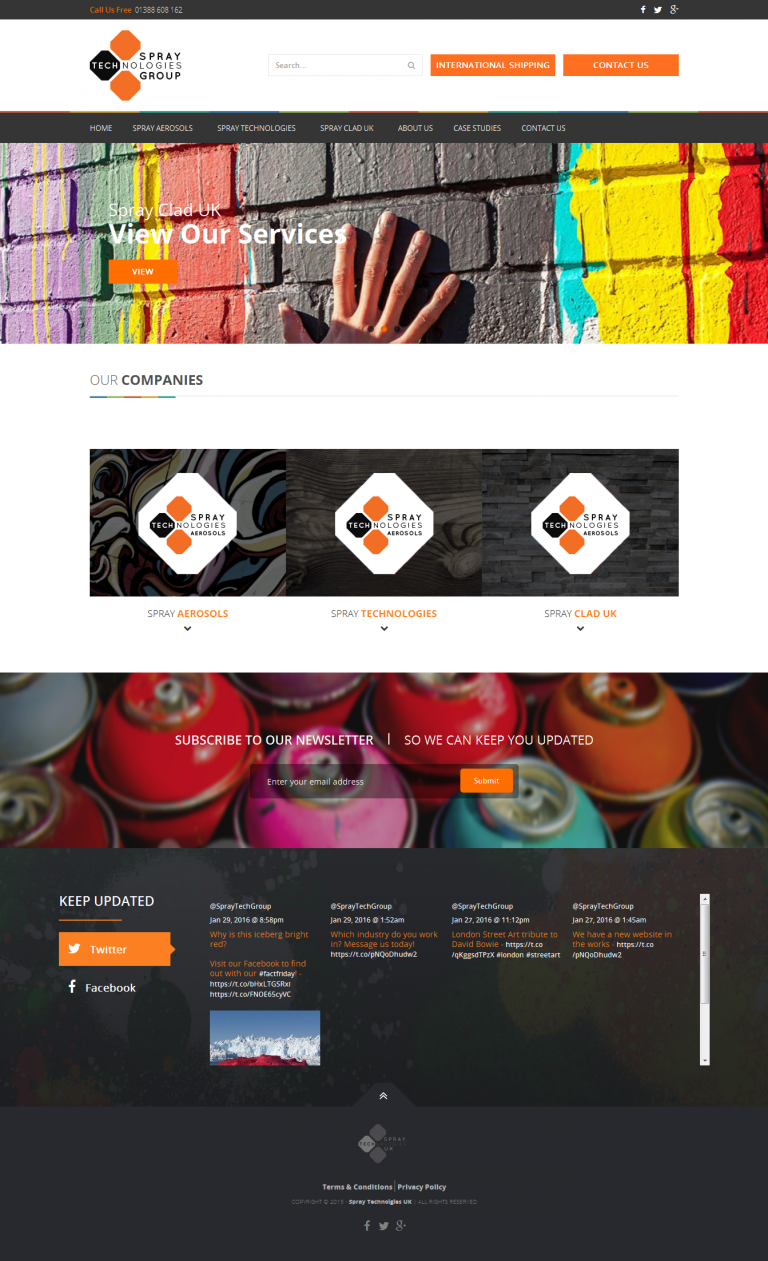 Call Us Free 01388 608 162
SPRAY
TECHNOLOGIES
GROUP
Search...
INTERNATIONAL SHIPPING
CONTACT US
HOME SPRAY AEROSOLS SPRAY TECHNOLOGIES SPRAY CLAD UK ABOUT US CASE STUDIES CONTACT US
Spray Clad UK
View Our Services
VIEW
OUR COMPANIES
SPRAY
TECHNOLOGIES
AEROSOLS
SPRAY
TECHNOLOGIES
AEROSOLS
SPRAY
TECHNOLOGIES
AEROSOLS
SPRAY AEROSOLS
SPRAY TECHNOLOGIES
SPRAY CLAD UK
SUBSCRIBE TO OUR NEWSLETTER | SO WE CAN KEEP YOU UPDATED
Enter your email address
Submit
KEEP UPDATED
Twitter
Facebook
@SprayTechGroup
Jan 29, 2016 @ 8:58pm
Why is this iceberg bright
red?
Visit our Facebook to find
out with our #factfriday! -
https://t.co/bHxLTG5RxI
https://t.co/FNOE65cyVC
@SprayTechGroup
Jan 29, 2016 @ 1:52am
Which industry do you work
in? Message us today!
https://t.co/pNQoDhudw2
@SprayTechGroup
Jan 27, 2016 @ 11:12pm
London Street Art tribute to
David Bowie - https://t.co
/qKggsdTPzX #london #streetart
@SprayTechGroup
Jan 27, 2016 @ 1:45am
We have a new website in
the works - https://t.co
/pNQoDhudw2
SPRAY
TECH
UK
Terms & Conditions | Privacy Policy
COPYRIGHT © 2015 - Spray Technolgies UK | ALL RIGHTS RESERVED